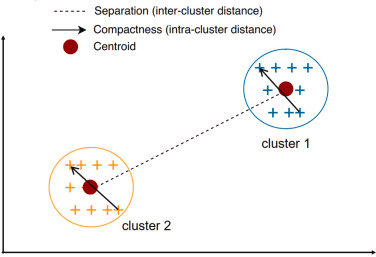 Separation (inter-cluster distance)
Compactness (intra-cluster distance)
Centroid
cluster 1
cluster 2